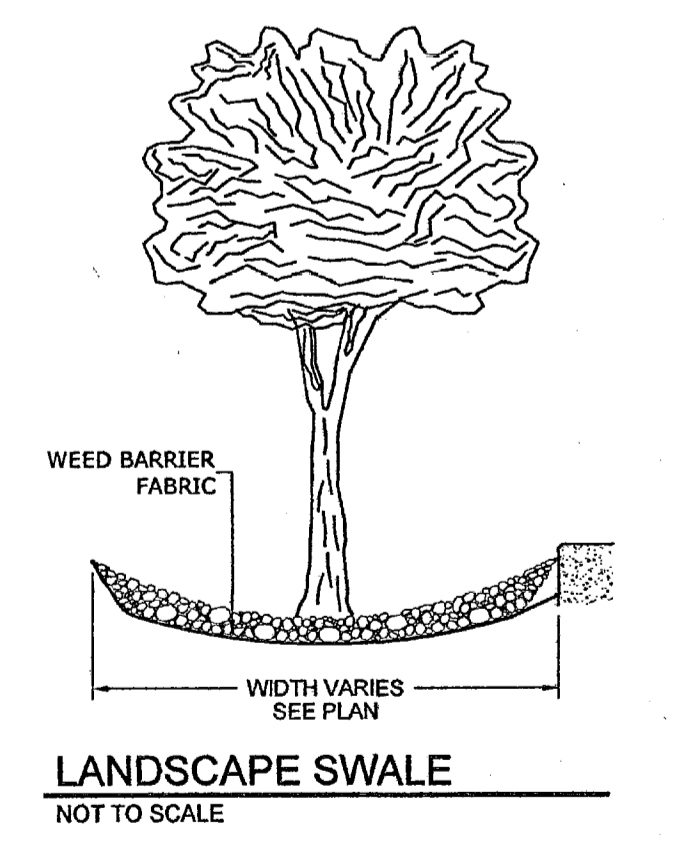 WEED BARRIER
FABRIC
WIDTH VARIES
SEE PLAN
LANDSCAPE SWALE
NOT TO SCALE